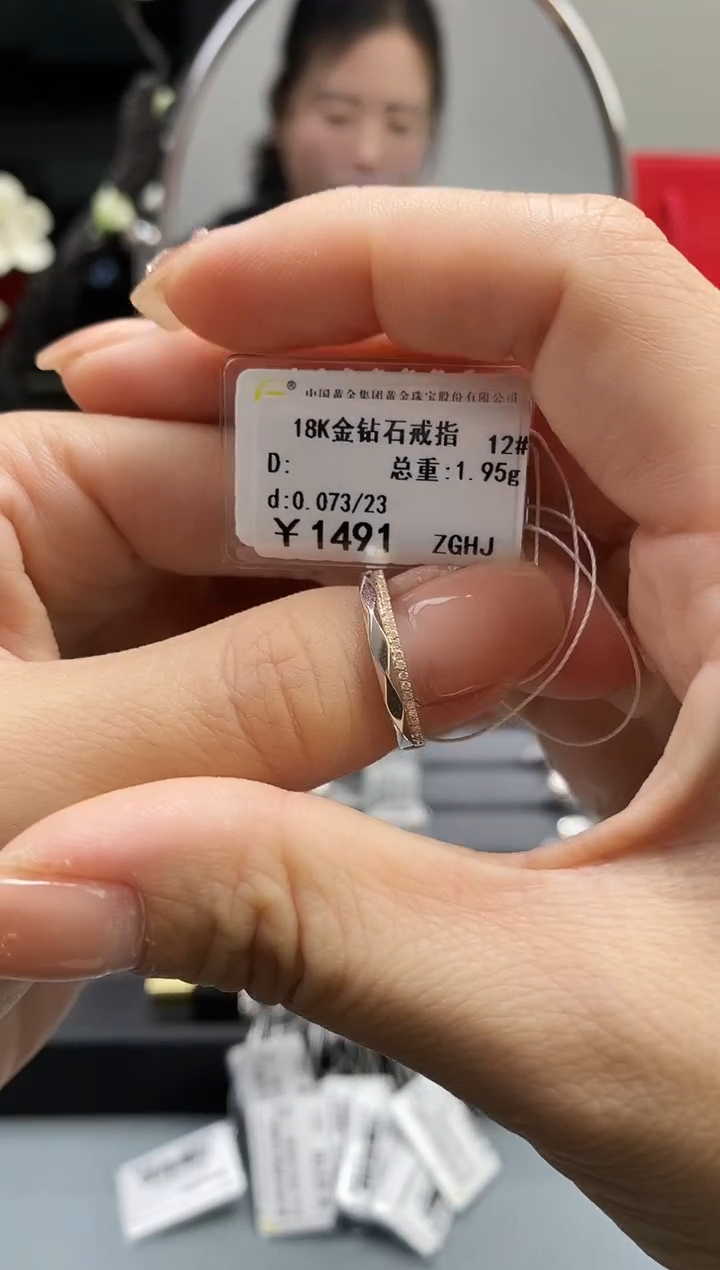 ® 中国黄金集团黄金珠宝股份有限公司
18K金钻石戒指 12#
D: 总重:1.95g
d:0.073/23
¥1491 ZGHJ